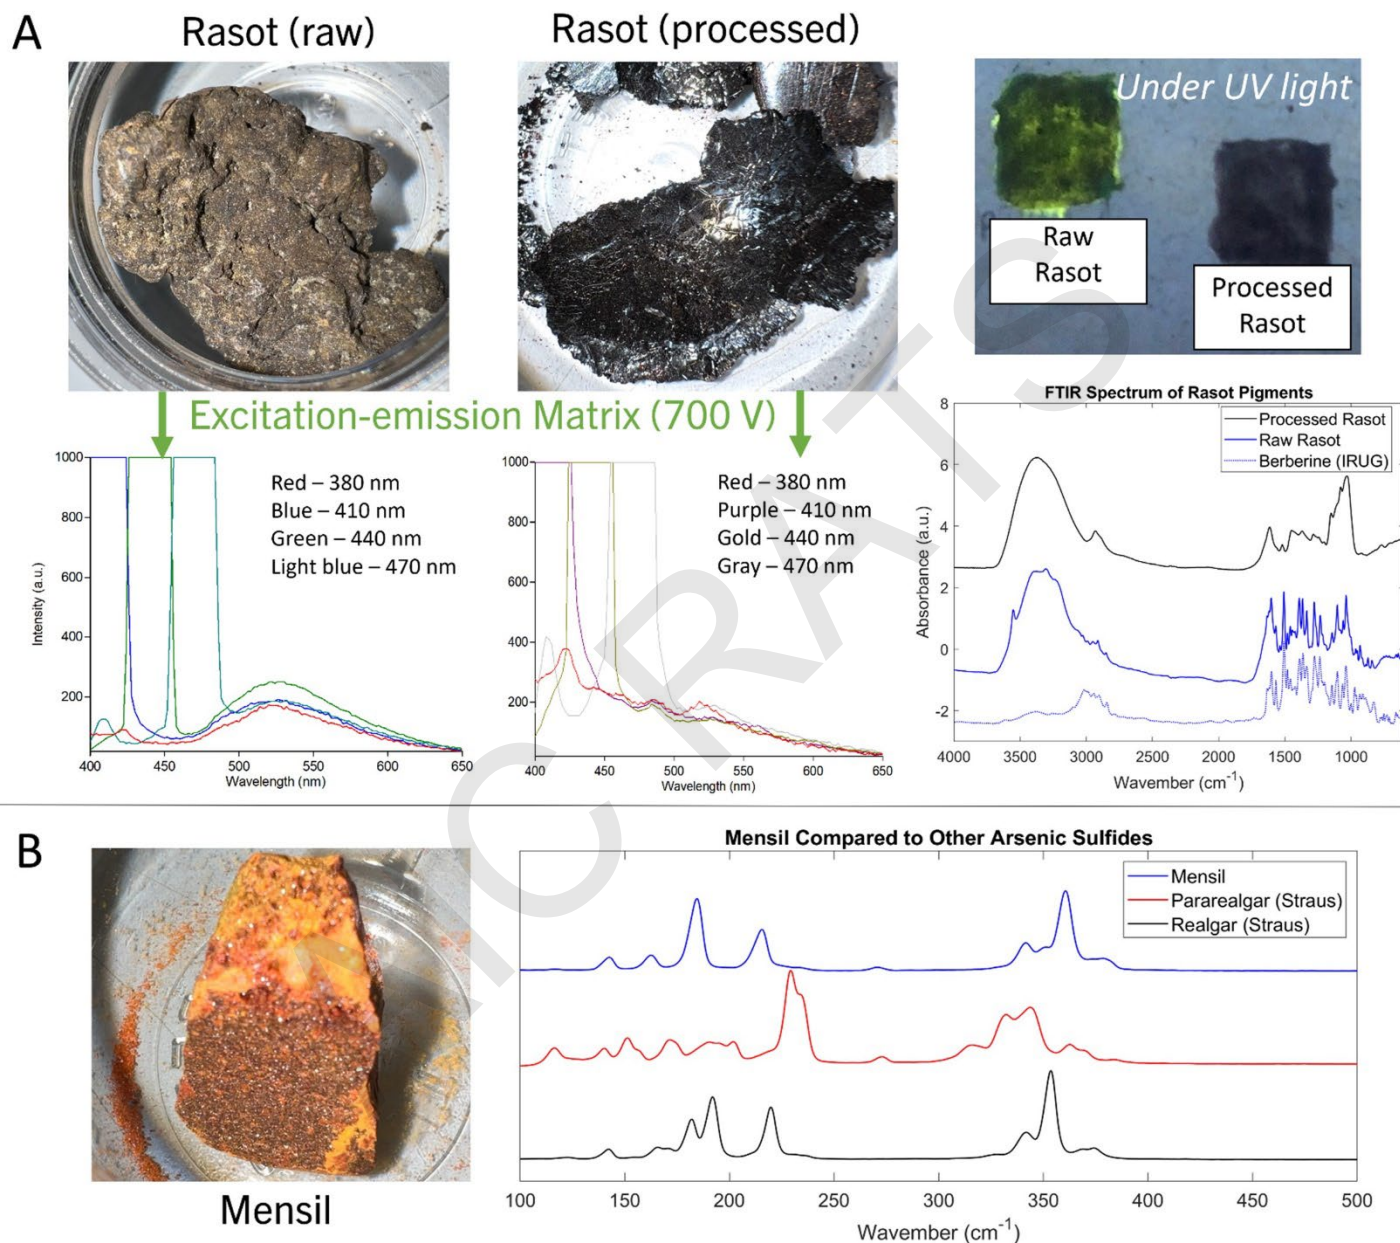 A
Rasot (raw)
Rasot (processed)
Under UV light
Raw
Rasot
Processed
Rasot
Excitation-emission Matrix (700 V)
1000
800
600
400
200
Intensity (a.u.)
Red – 380 nm
Blue – 410 nm
Green – 440 nm
Light blue – 470 nm
400 450 500 550 600 650
Wavelength (nm)
1000
800
600
400
200
Red – 380 nm
Purple – 410 nm
Gold – 440 nm
Gray – 470 nm
400 450 500 550 600 650
Wavelength (nm)
FTIR Spectrum of Rasot Pigments
Processed Rasot
Raw Rasot
Berberine (IRUG)
8
6
4
2
0
-2
Absorbance (a.u.)
4000 3500 3000 2500 2000 1500 1000
Wavember (cm-1)
B
Mensil
Mensil Compared to Other Arsenic Sulfides
Mensil
Pararealgar (Straus)
Realgar (Straus)
100 150 200 250 300 350 400 450 500
Wavember (cm-1)
IC RATS